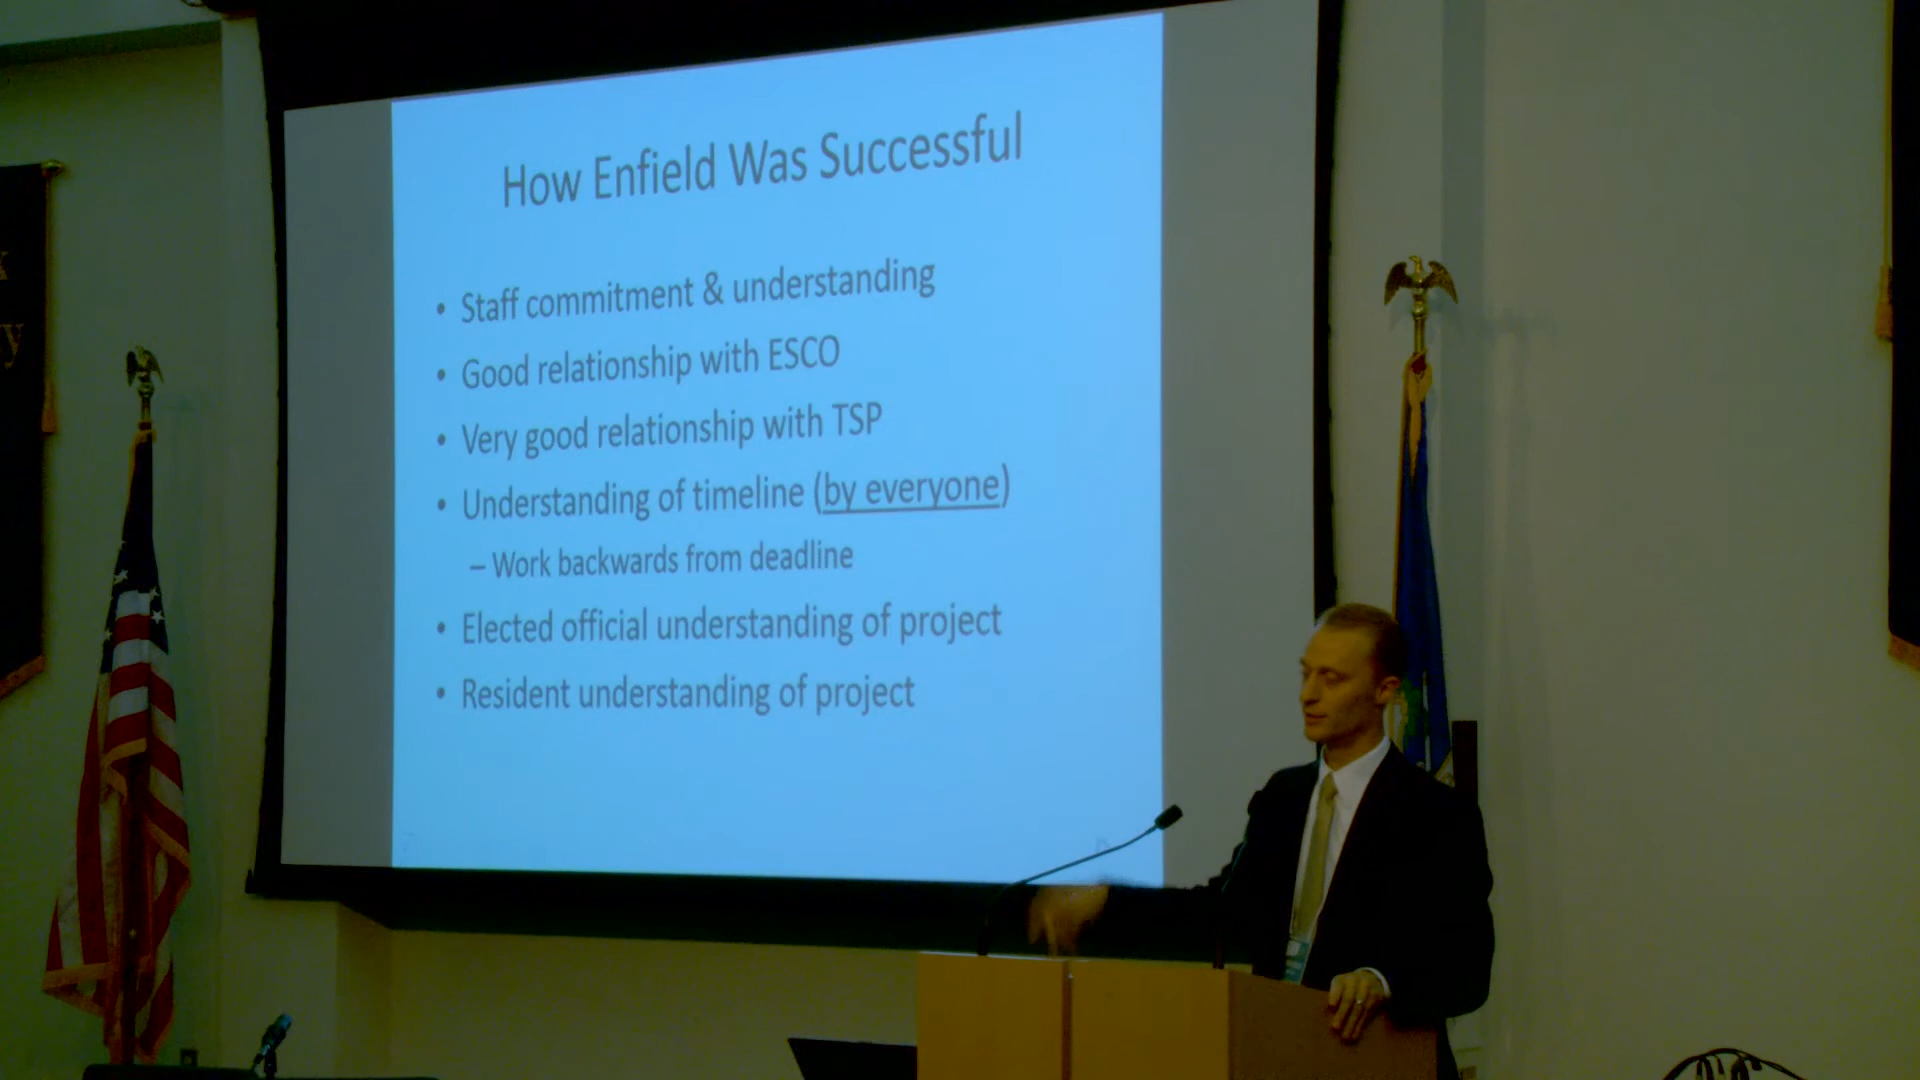 How Enfield Was Successful
• Staff commitment & understanding
• Good relationship with ESCO
• Very good relationship with TSP
• Understanding of timeline (by everyone)
– Work backwards from deadline
• Elected official understanding of project
• Resident understanding of project